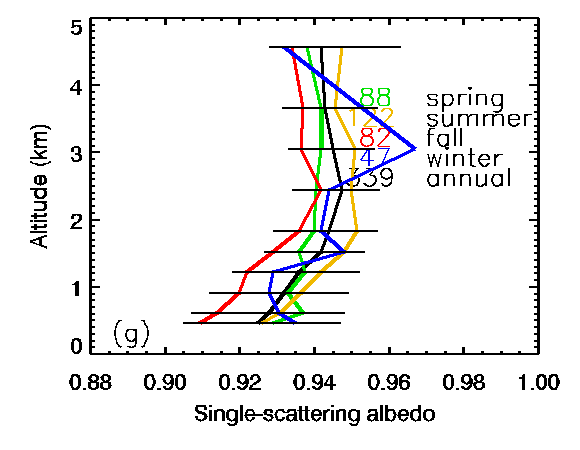 5
4
3
2
1
0
Altitude (km)
88 spring
122 summer
82 fall
47 winter
339 annual
(g)
0.88 0.90 0.92 0.94 0.96 0.98 1.00
Single-scattering albedo